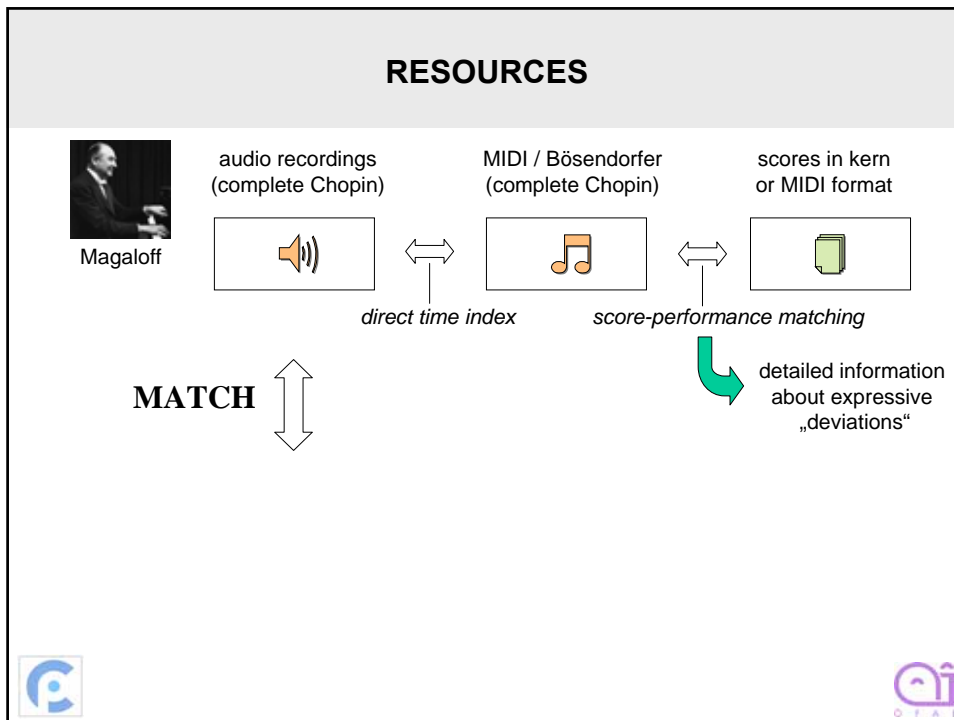 RESOURCES
audio recordings
(complete Chopin)
MIDI / Bösendorfer
(complete Chopin)
scores in kern
or MIDI format
Magaloff
direct time index
score-performance matching
MATCH
detailed information
about expressive
„deviations“